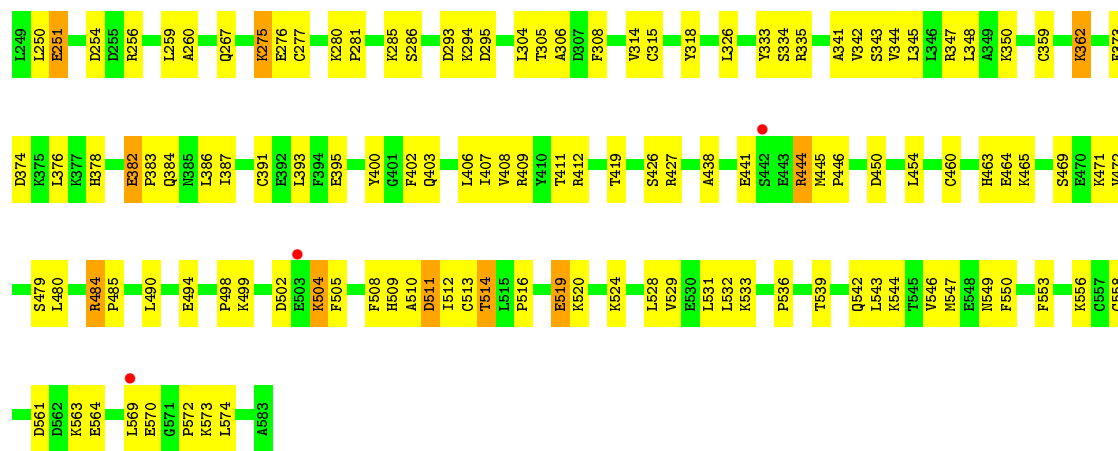 L249 L250 E251 D254 D255 R256 L259 A260 Q267 K275 E276 C277 K280 P281 K285 S286 D293 K294 D295 L304 T305 A306 D307 F308 V314 C315 Y318 L326 Y333 S334 R335 A341 V342 S343 V344 L345 L346 R347 L348 A349 K350 C359 K362
D374 K375 L376 K377 H378 E382 P383 Q384 N385 L386 I387 C391 E392 L393 F394 E395 Y400 G401 F402 Q403 L406 I407 V408 R409 Y410 T411 R412 T419 S426 R427 A438 E441 S442 E443 R444 M445 P446 D450 L454 C460 H463 E464 K465 S469 E470 K471
S479 L480 R484 P485 L490 E494 P498 K499 D502 E503 K504 F505 F508 H509 A510 D511 I512 C513 T514 L515 P516 E519 K520 K524 L528 V529 E530 L531 L532 K533 P536 T539 Q542 L543 K544 T545 V546 M547 E548 N549 F550 F553 K556 C557
D561 D562 K563 E564 L569 E570 G571 P572 K573 L574 A583